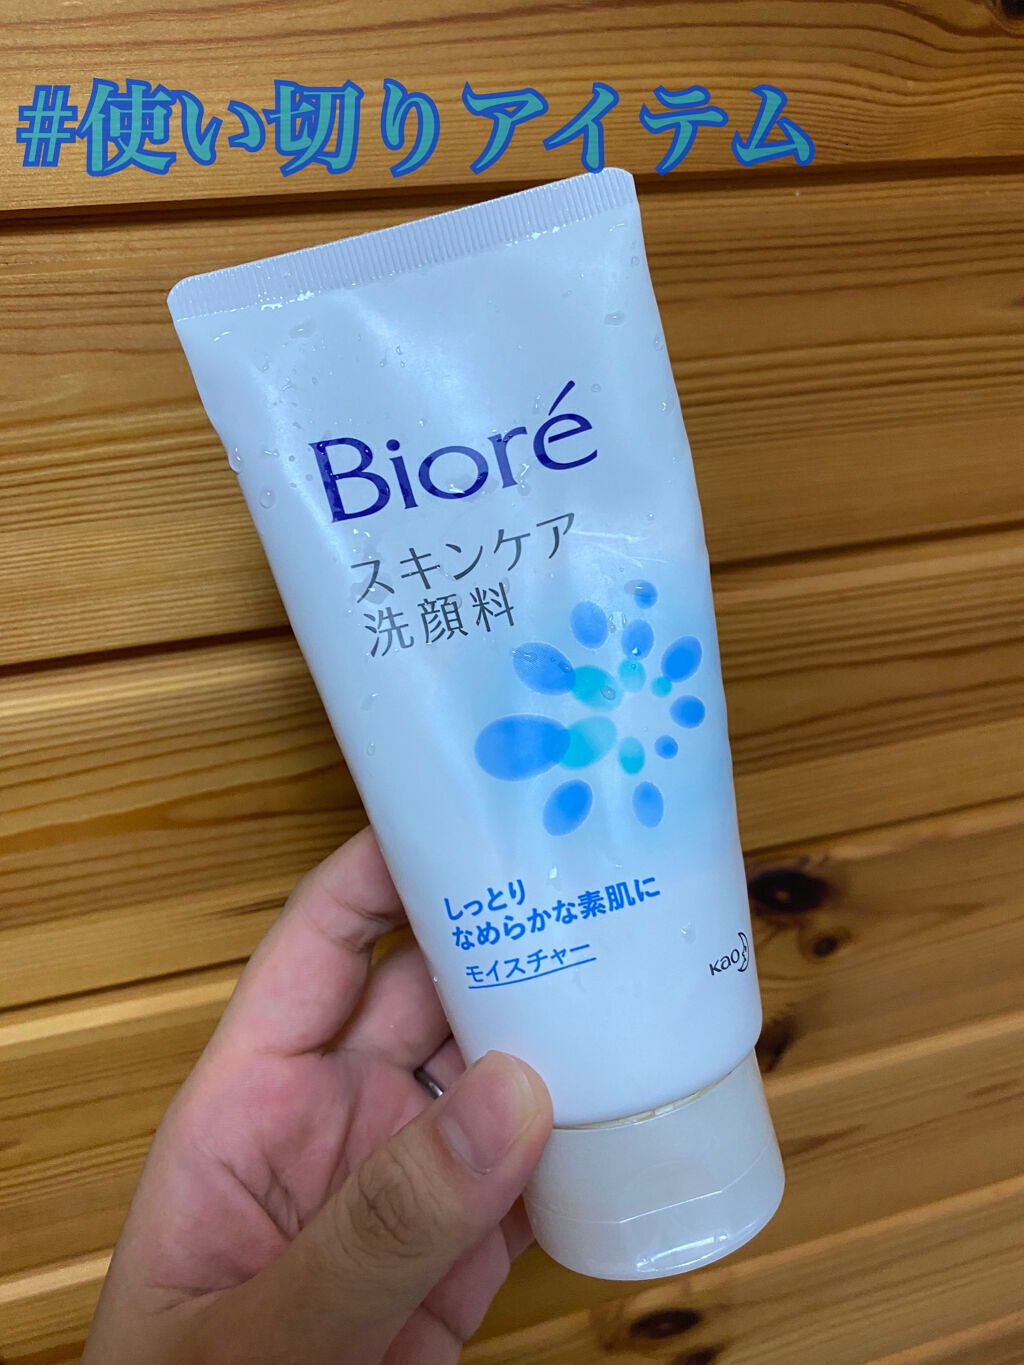 #使い切りアイテム
Bioré
スキンケア
洗顔料
しっとり
なめらかな素肌に
モイスチャー
Kao